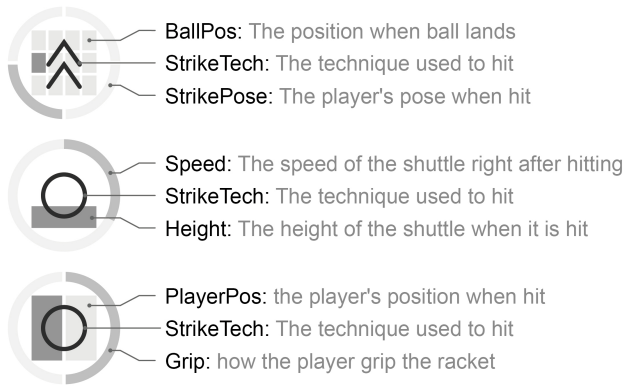 BallPos: The position when ball lands
StrikeTech: The technique used to hit
StrikePose: The player's pose when hit
Speed: The speed of the shuttle right after hitting
StrikeTech: The technique used to hit
Height: The height of the shuttle when it is hit
PlayerPos: the player's position when hit
StrikeTech: The technique used to hit
Grip: how the player grip the racket